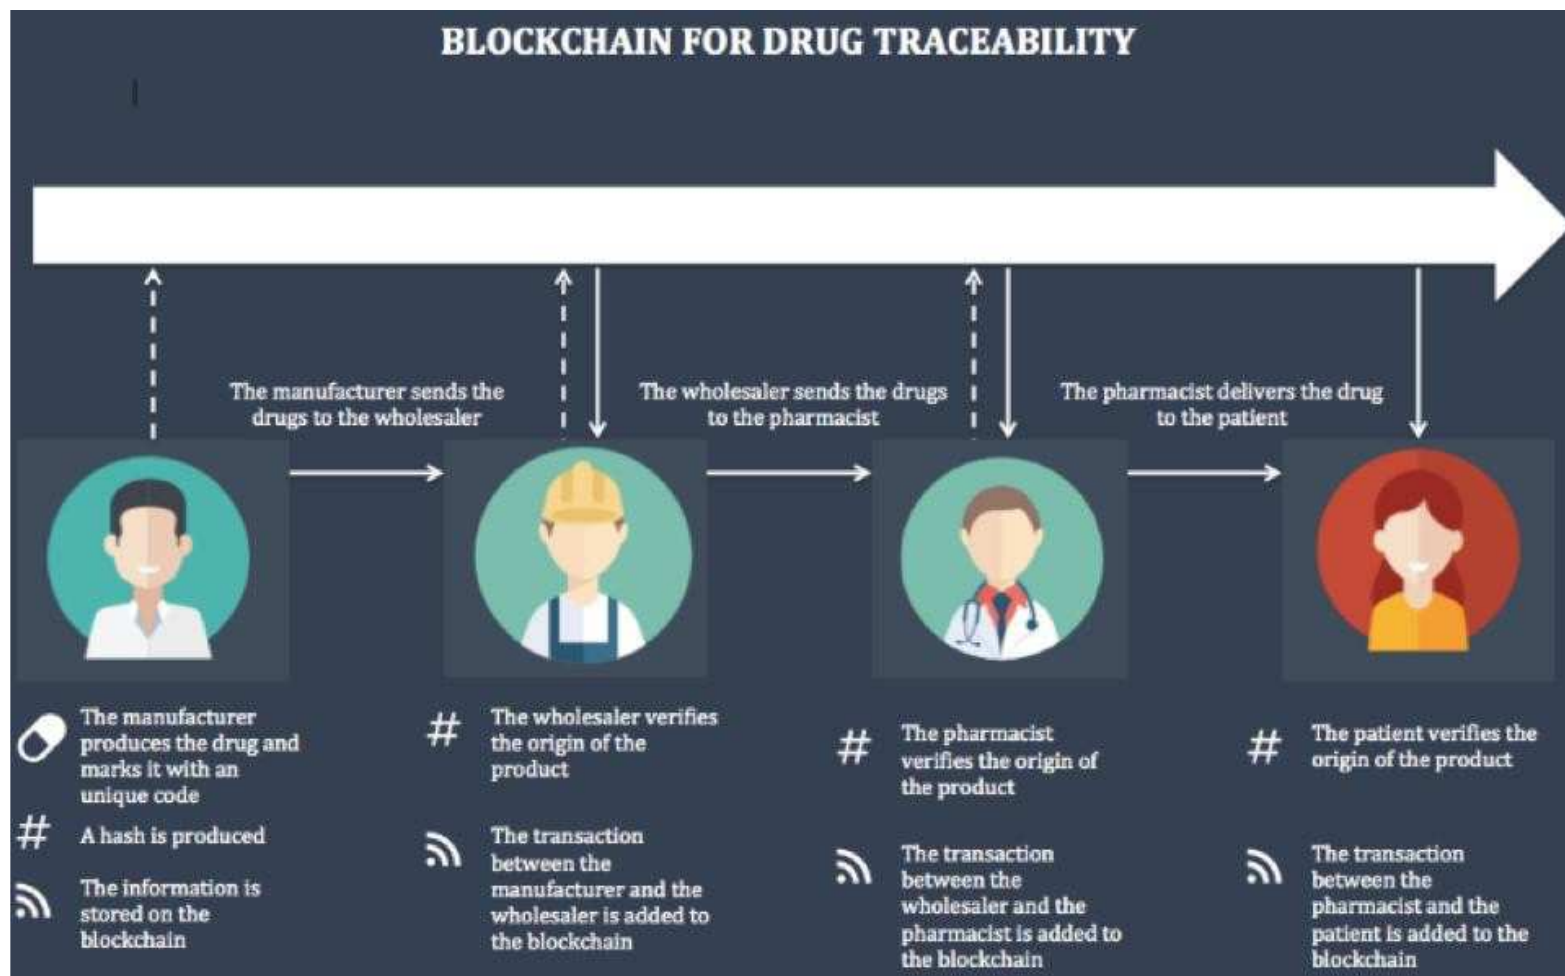 BLOCKCHAIN FOR DRUG TRACEABILITY
The manufacturer sends the
drugs to the wholesaler
The wholesaler sends the drugs
to the pharmacist
The pharmacist delivers the drug
to the patient
The manufacturer
produces the drug and
marks it with an
unique code
# A hash is produced
The information is
stored on the
blockchain
# The wholesaler verifies
the origin of the
product
The transaction
between the
manufacturer and the
wholesaler is added to
the blockchain
# The pharmacist
verifies the origin of
the product
The transaction
between the
wholesaler and the
pharmacist is added to
the blockchain
# The patient verifies the
origin of the product
The transaction
between the
pharmacist and the
patient is added to the
blockchain